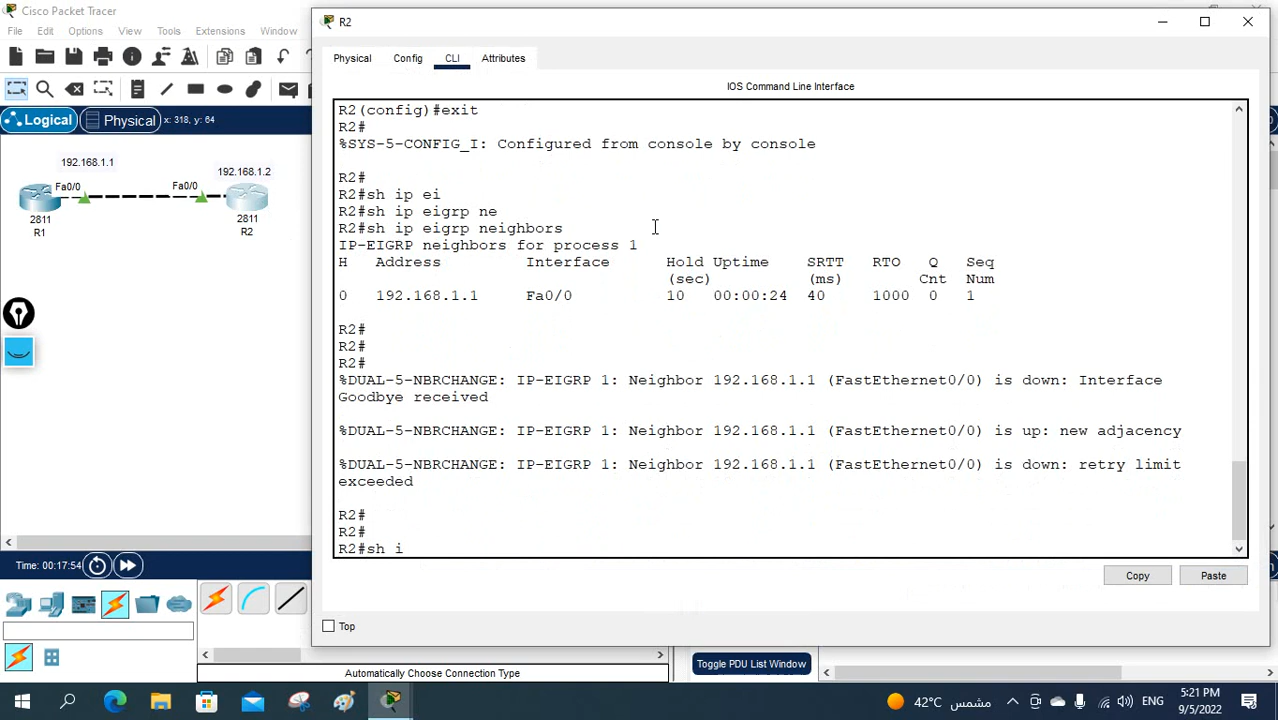 Cisco Packet Tracer
File Edit Options View Tools Extensions Window
Logical Physical x: 318, y: 64
192.168.1.1
192.168.1.2
Fa0/0 Fa0/0
2811 2811
R1 R2
Time: 00:17:54
R2
Physical Config CLI Attributes
IOS Command Line Interface
R2(config)#exit
R2#
%SYS-5-CONFIG_I: Configured from console by console
R2#
R2#sh ip ei
R2#sh ip eigrp ne
R2#sh ip eigrp neighbors
IP-EIGRP neighbors for process 1
H Address Interface Hold Uptime SRTT RTO Q Seq
(sec) (ms) Cnt Num
0 192.168.1.1 Fa0/0 10 00:00:24 40 1000 0 1
R2#
R2#
R2#
%DUAL-5-NBRCHANGE: IP-EIGRP 1: Neighbor 192.168.1.1 (FastEthernet0/0) is down: Interface
Goodbye received
%DUAL-5-NBRCHANGE: IP-EIGRP 1: Neighbor 192.168.1.1 (FastEthernet0/0) is up: new adjacency
%DUAL-5-NBRCHANGE: IP-EIGRP 1: Neighbor 192.168.1.1 (FastEthernet0/0) is down: retry limit
exceeded
R2#
R2#
R2#sh i
Copy Paste
Top
Toggle PDU List Window
Automatically Choose Connection Type
42°C مشمس
ENG
5:21 PM
9/5/2022